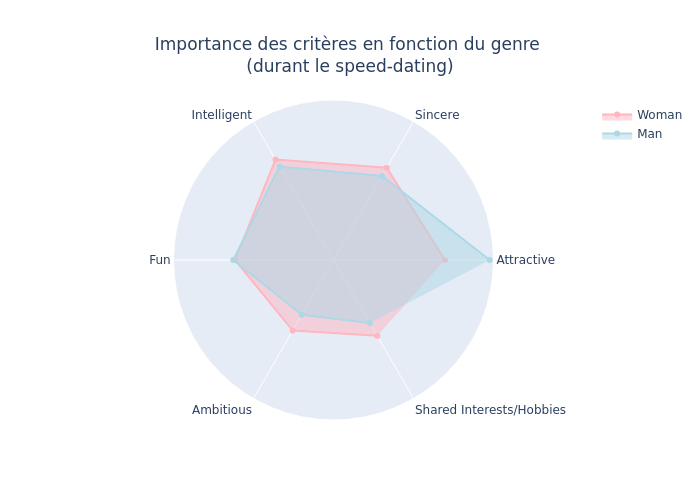 Importance des critères en fonction du genre
(durant le speed-dating)
Intelligent
Sincere
Woman
Man
Fun
Attractive
Ambitious
Shared Interests/Hobbies